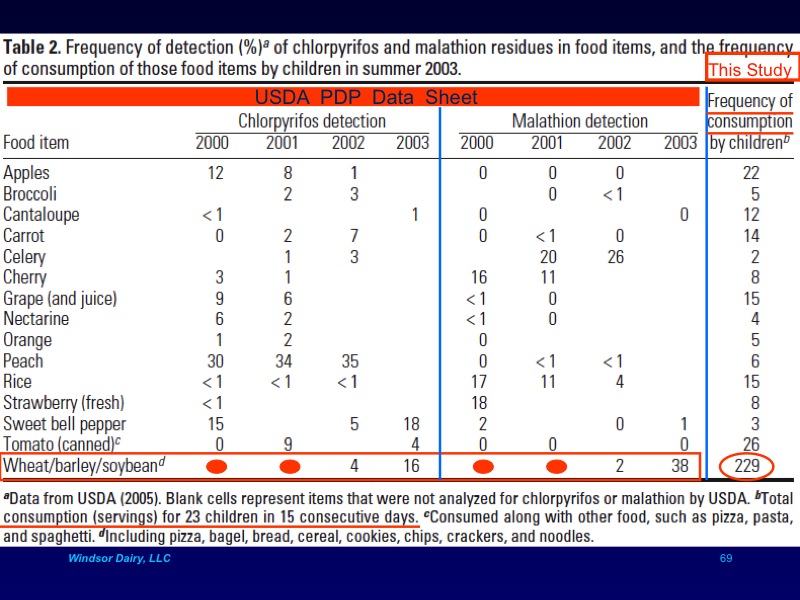 Table 2. Frequency of detection (%)a of chlorpyrifos and malathion residues in food items, and the frequency
of consumption of those food items by children in summer 2003.
This Study
USDA PDP Data Sheet
Frequency of
Chlorpyrifos detection Malathion detection consumption
Food item 2000 2001 2002 2003 2000 2001 2002 2003 by childrenb
Apples 12 8 1 0 0 0 22
Broccoli 2 3 0 <1 5
Cantaloupe <1 1 0 0 12
Carrot 0 2 7 0 <1 0 14
Celery 1 3 20 26 2
Cherry 3 1 16 11 8
Grape (and juice) 9 6 <1 0 15
Nectarine 6 2 <1 0 4
Orange 1 2 0 5
Peach 30 34 35 0 <1 <1 6
Rice <1 <1 <1 17 11 4 15
Strawberry (fresh) <1 18 8
Sweet bell pepper 15 5 18 2 0 1 3
Tomato (canned)c 0 9 4 0 0 0 26
Wheat/barley/soybeand 4 16 2 38 229
aData from USDA (2005). Blank cells represent items that were not analyzed for chlorpyrifos or malathion by USDA. bTotal
consumption (servings) for 23 children in 15 consecutive days. cConsumed along with other food, such as pizza, pasta,
and spaghetti. dIncluding pizza, bagel, bread, cereal, cookies, chips, crackers, and noodles.
Windsor Dairy, LLC 69